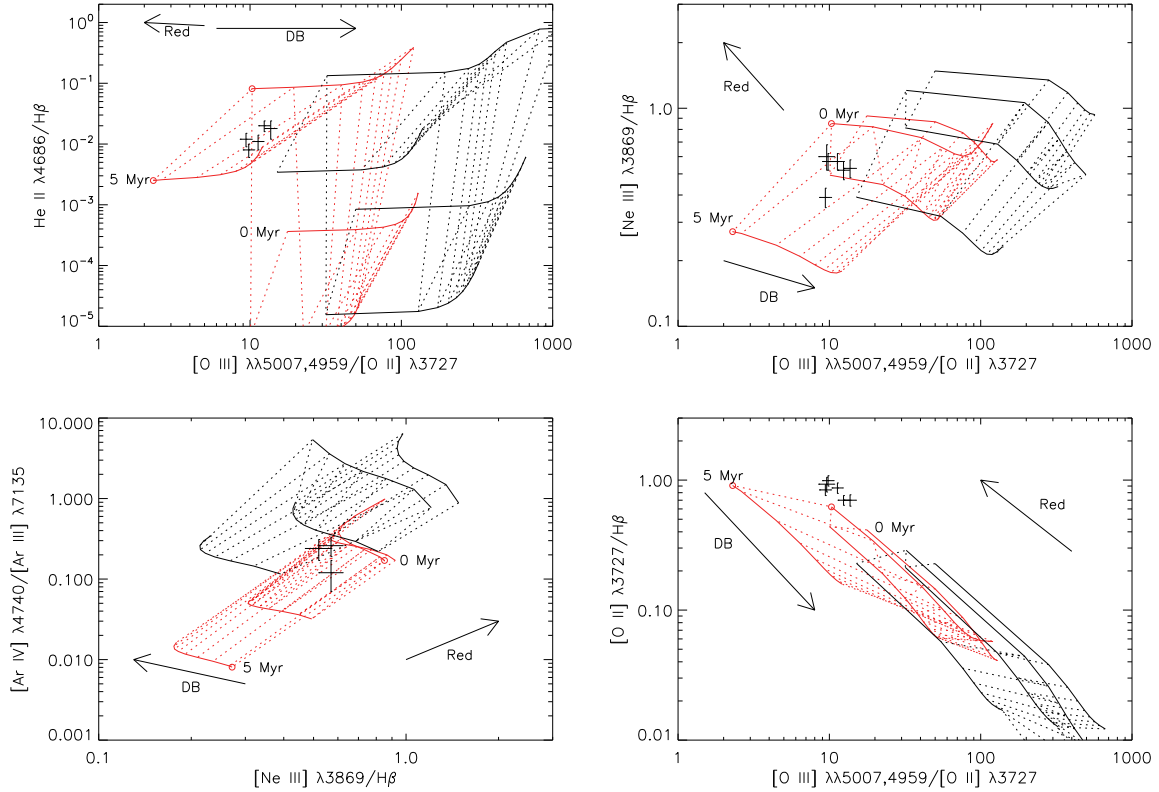 10⁰
10⁻¹
10⁻²
10⁻³
10⁻⁴
10⁻⁵
He II λ4686/Hβ
Red
DB
5 Myr
0 Myr
1
10
100
1000
[O III] λλ5007,4959/[O II] λ3727
1.0
0.1
[Ne III] λ3869/Hβ
Red
0 Myr
5 Myr
DB
1
10
100
1000
[O III] λλ5007,4959/[O II] λ3727
10.000
1.000
0.100
0.010
0.001
[Ar IV] λ4740/[Ar III] λ7135
0 Myr
5 Myr
DB
Red
0.1
1.0
[Ne III] λ3869/Hβ
1.00
0.10
0.01
[O II] λ3727/Hβ
5 Myr
0 Myr
Red
DB
1
10
100
1000
[O III] λλ5007,4959/[O II] λ3727